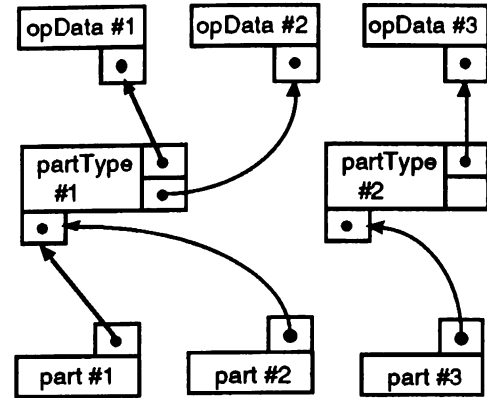 opData #1
opData #2
opData #3
partType
#1
partType
#2
part #1
part #2
part #3